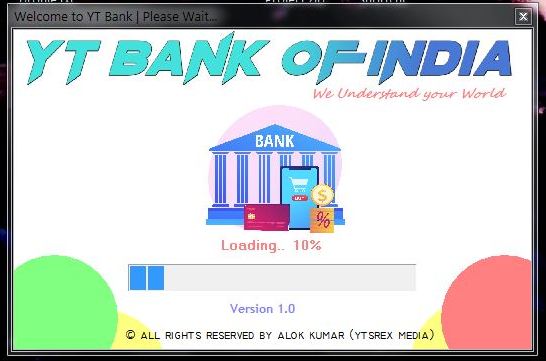 Welcome to YT Bank | Please Wait...
YT BANK OF-INDIA
We Understand your World
BANK
BUY
%
Loading.. 10%
Version 1.0
© ALL RIGHTS RESERVED BY ALOK KUMAR (YTSREX MEDIA)